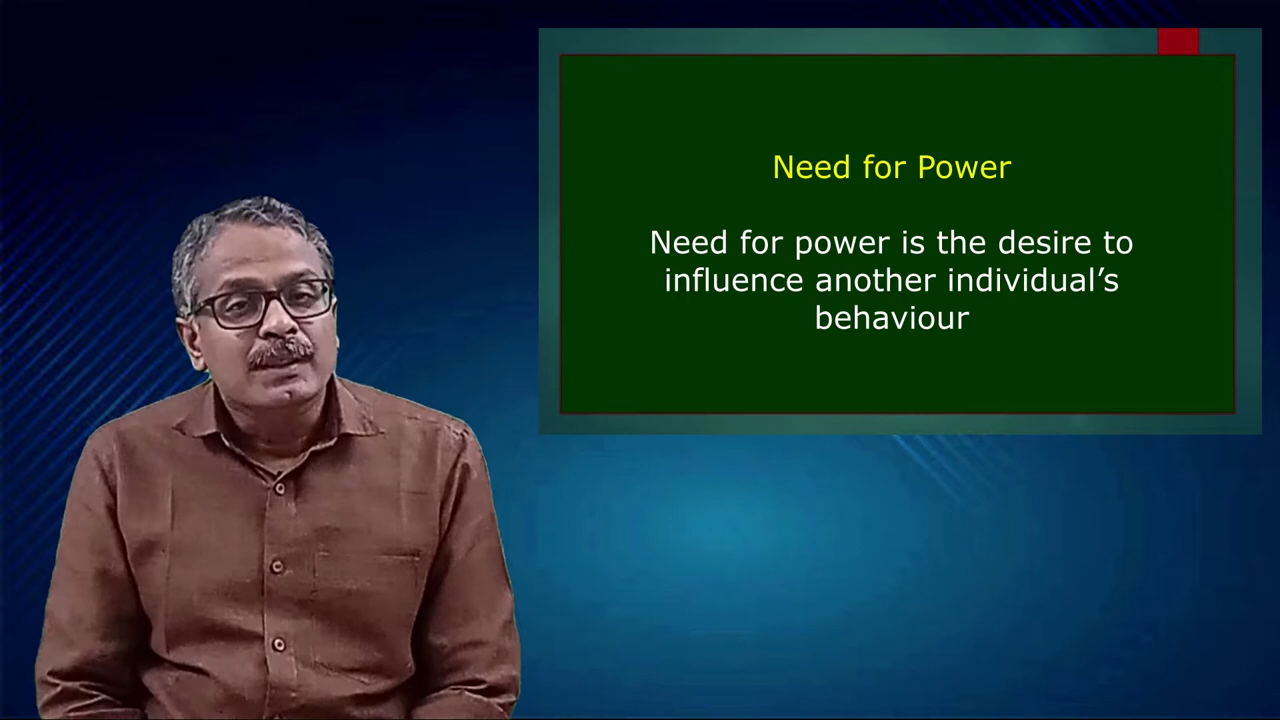 Need for Power
Need for power is the desire to
influence another individual’s
behaviour